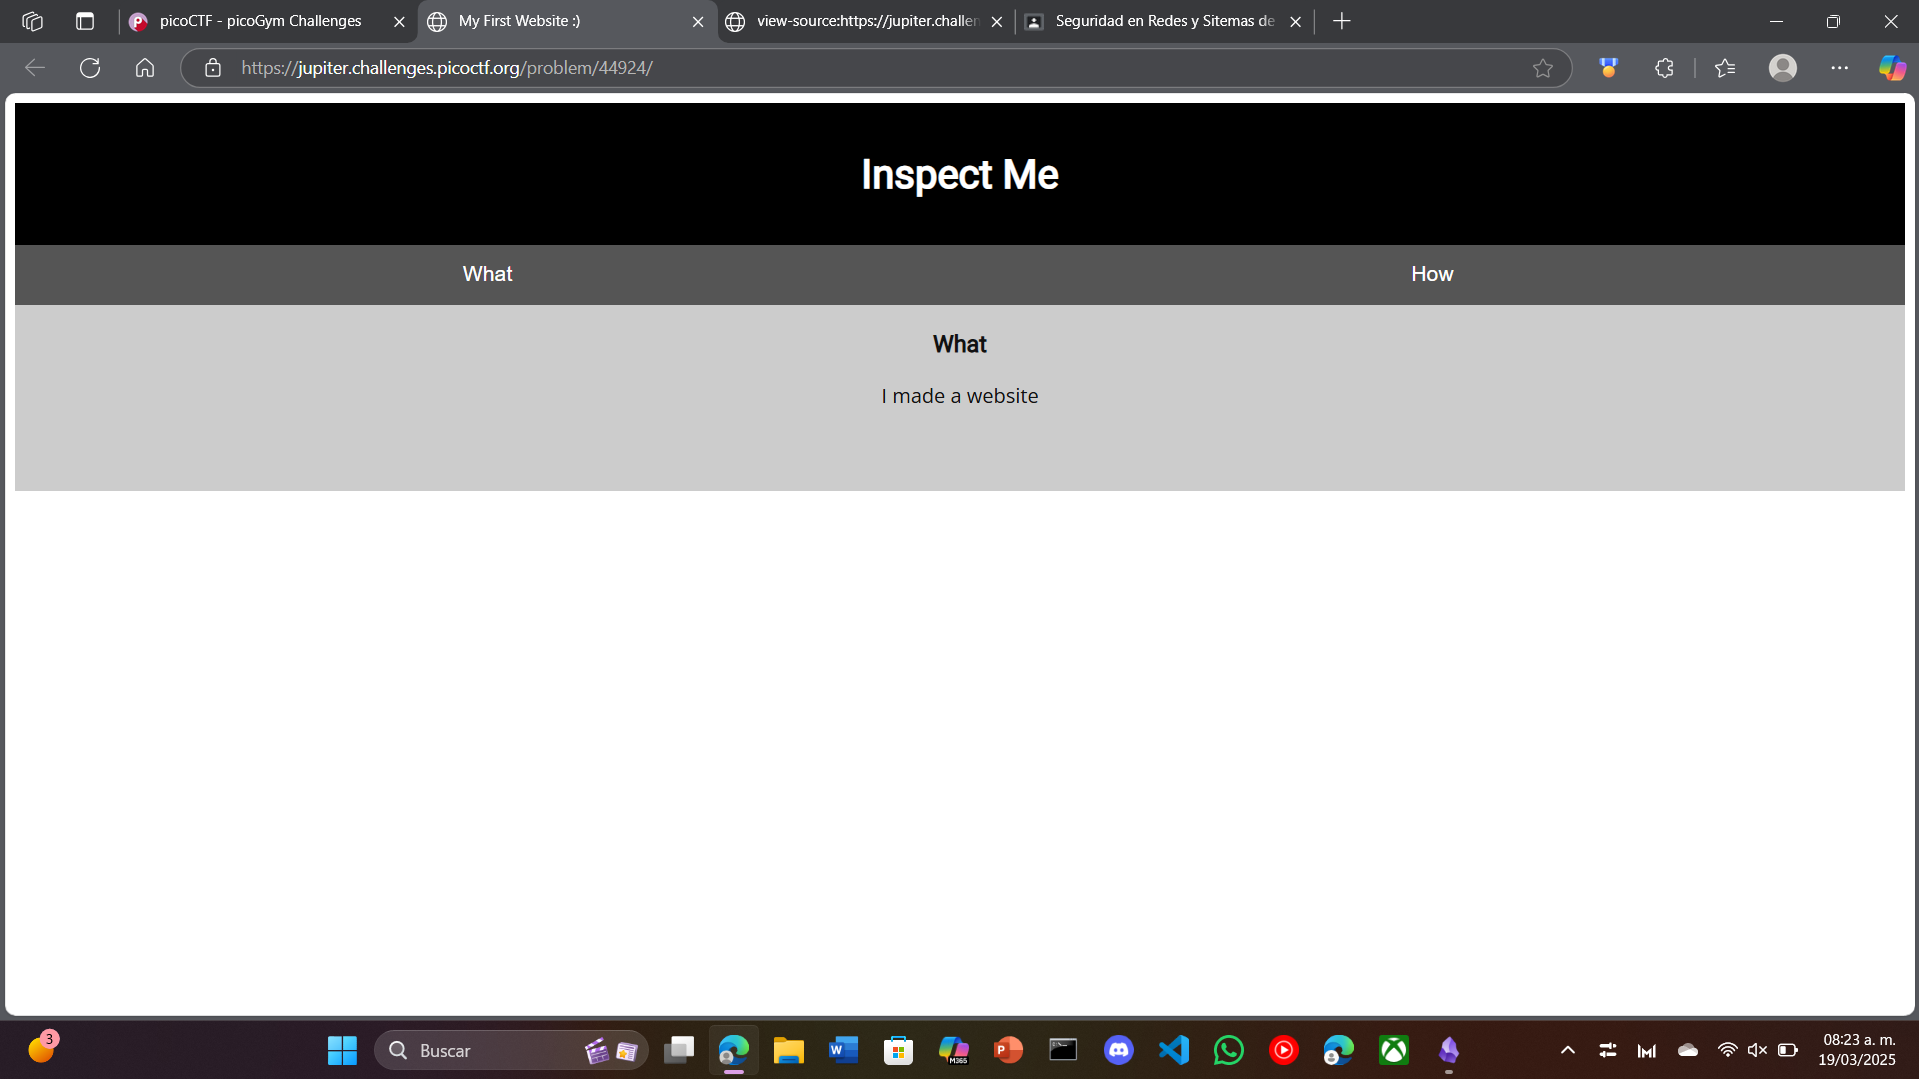 picoCTF - picoGym Challenges
My First Website :)
view-source:https://jupiter.challen
Seguridad en Redes y Sitemas de
https://jupiter.challenges.picoctf.org/problem/44924/
Inspect Me
What
How
What
I made a website
3
Buscar
M365
08:23 a. m.
19/03/2025